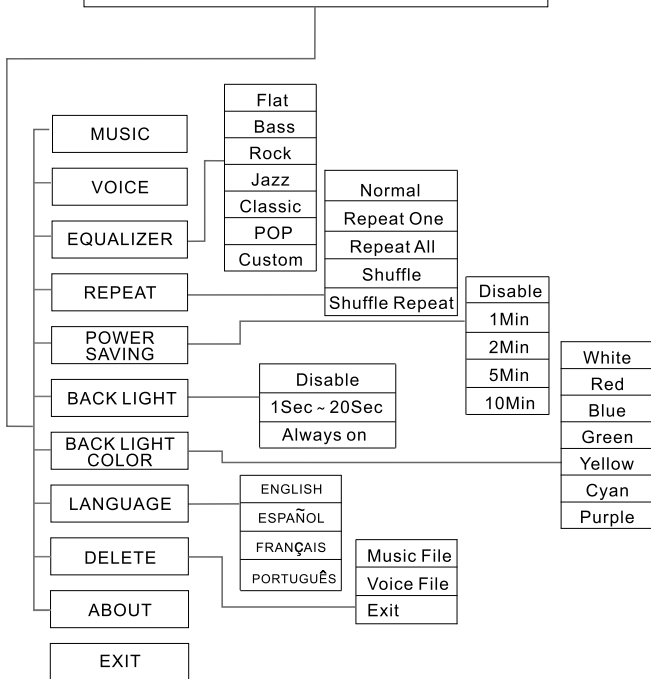 MUSIC
VOICE
EQUALIZER
REPEAT
POWER
SAVING
BACK LIGHT
BACK LIGHT
COLOR
LANGUAGE
DELETE
ABOUT
EXIT
Flat
Bass
Rock
Jazz
Classic
POP
Custom
Normal
Repeat One
Repeat All
Shuffle
Shuffle Repeat
Disable
1Min
2Min
5Min
10Min
Disable
1Sec ~ 20Sec
Always on
White
Red
Blue
Green
Yellow
Cyan
Purple
ENGLISH
ESPAÑOL
FRANÇAIS
PORTUGUÊS
Music File
Voice File
Exit